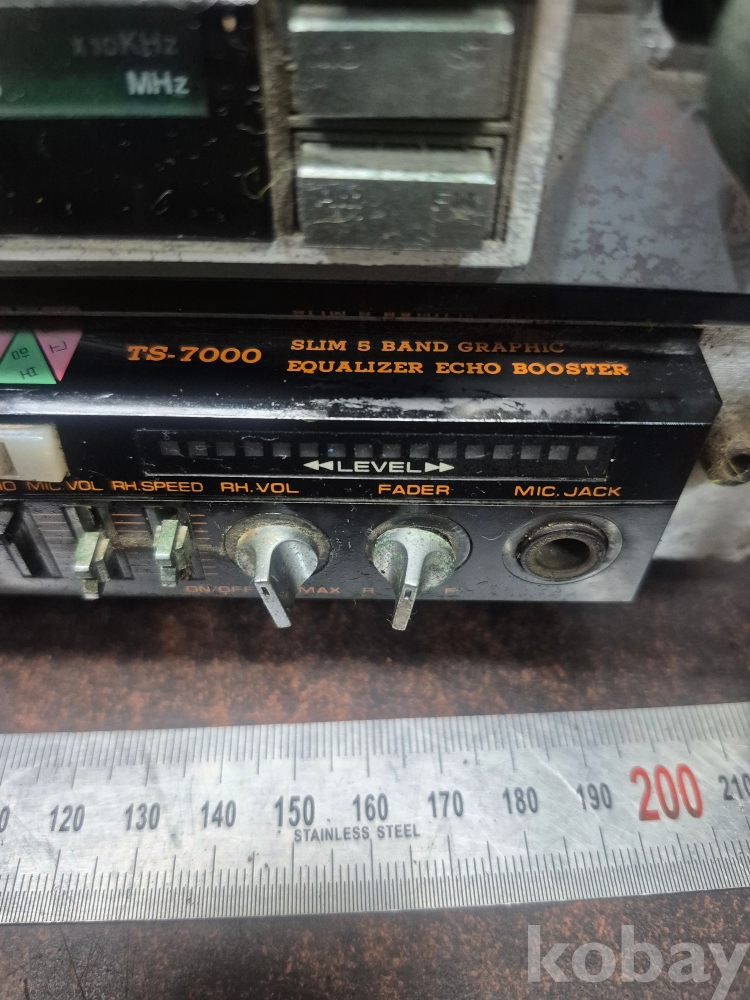 X10KHz
MHz
TS-7000
SLIM 5 BAND GRAPHIC
EQUALIZER ECHO BOOSTER
LEVEL
MIC VOL
RH.SPEED
RH.VOL
FADER
MIC. JACK
ON/OFF
MAX
R
F
120 130 140 150 160 170 180 190 200 210
STAINLESS STEEL
kobay